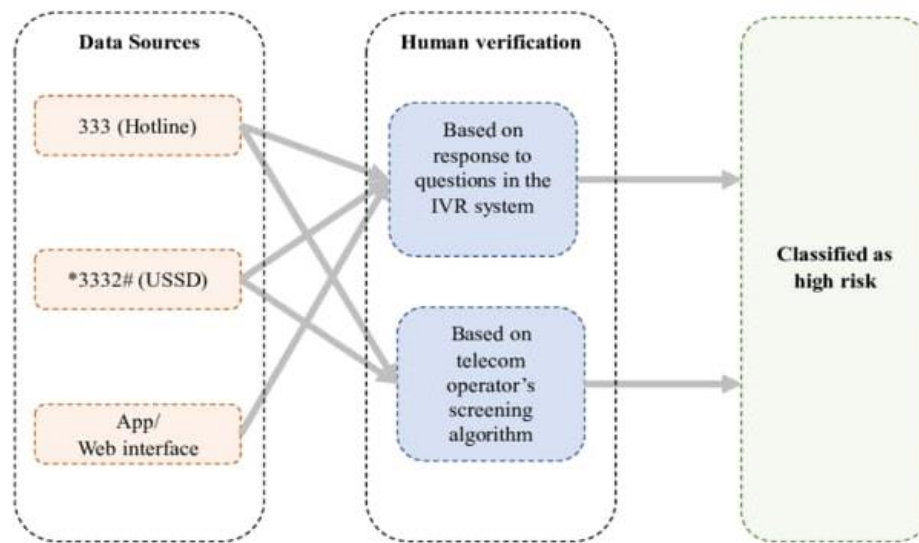 Data Sources
333 (Hotline)
*3332# (USSD)
App/
Web interface
Human verification
Based on
response to
questions in the
IVR system
Based on
telecom
operator’s
screening
algorithm
Classified as
high risk